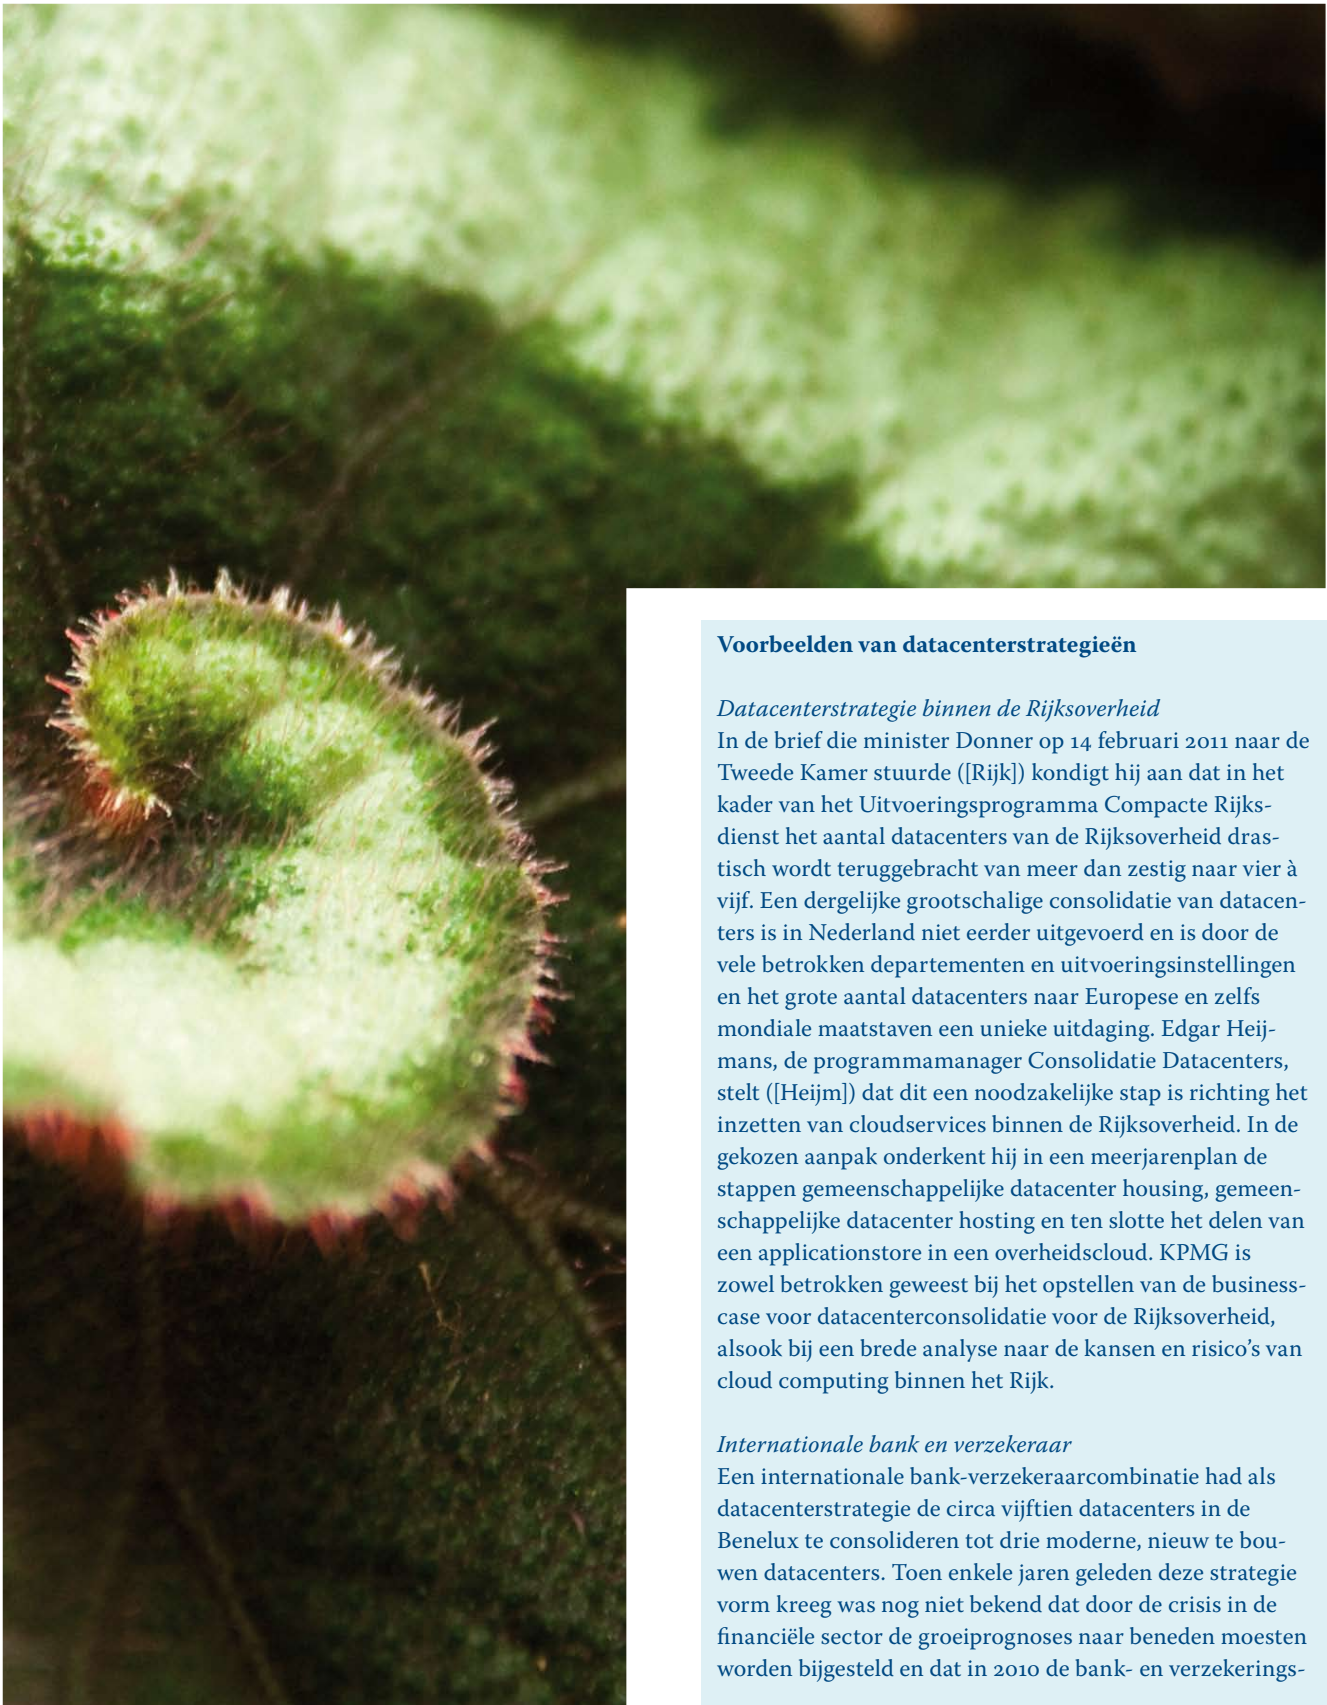 Voorbeelden van datacenterstrategieën
Datacenterstrategie binnen de Rijksoverheid
In de brief die minister Donner op 14 februari 2011 naar de
Tweede Kamer stuurde ([Rijk]) kondigt hij aan dat in het
kader van het Uitvoeringsprogramma Compacte Rijks-
dienst het aantal datacenters van de Rijksoverheid dras-
tisch wordt teruggebracht van meer dan zestig naar vier à
vijf. Een dergelijke grootschalige consolidatie van datacen-
ters is in Nederland niet eerder uitgevoerd en is door de
vele betrokken departementen en uitvoeringsinstellingen
en het grote aantal datacenters naar Europese en zelfs
mondiale maatstaven een unieke uitdaging. Edgar Heij-
mans, de programmamanager Consolidatie Datacenters,
stelt ([Heijm]) dat dit een noodzakelijke stap is richting het
inzetten van cloudservices binnen de Rijksoverheid. In de
gekozen aanpak onderkent hij in een meerjarenplan de
stappen gemeenschappelijke datacenter housing, gemeen-
schappelijke datacenter hosting en ten slotte het delen van
een applicationstore in een overheidscloud. KPMG is
zowel betrokken geweest bij het opstellen van de business-
case voor datacenterconsolidatie voor de Rijksoverheid,
alsook bij een brede analyse naar de kansen en risico's van
cloud computing binnen het Rijk.
Internationale bank en verzekeraar
Een internationale bank-verzekeraarcombinatie had als
datacenterstrategie de circa vijftien datacenters in de
Benelux te consolideren tot drie moderne, nieuw te bou-
wen datacenters. Toen enkele jaren geleden deze strategie
vorm kreeg was nog niet bekend dat door de crisis in de
financiële sector de groeiprognoses naar beneden moesten
worden bijgesteld en dat in 2010 de bank- en verzekerings-